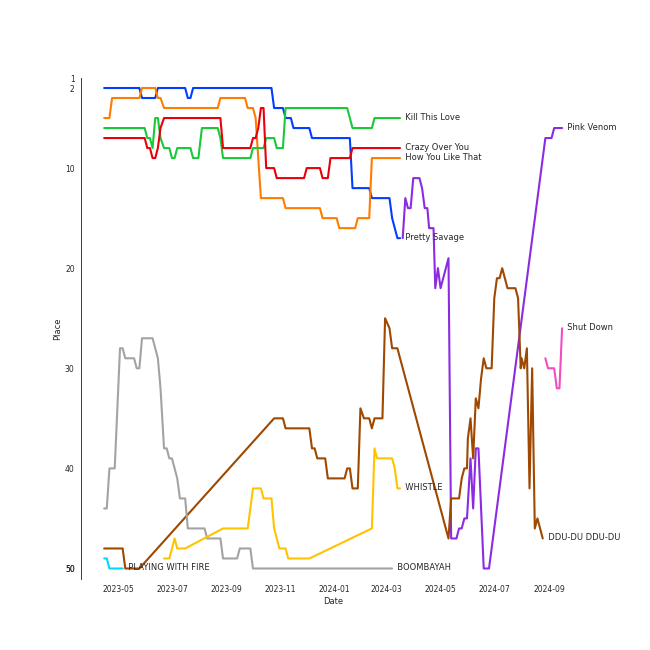 1
2
Pink Venom
Kill This Love
Crazy Over You
How You Like That
10
Pretty Savage
20
Shut Down
Place
30
40
WHISTLE
DDU-DU DDU-DU
50
PLAYING WITH FIRE
BOOMBAYAH
2023-05 2023-07 2023-09 2023-11 2024-01 2024-03 2024-05 2024-07 2024-09
Date